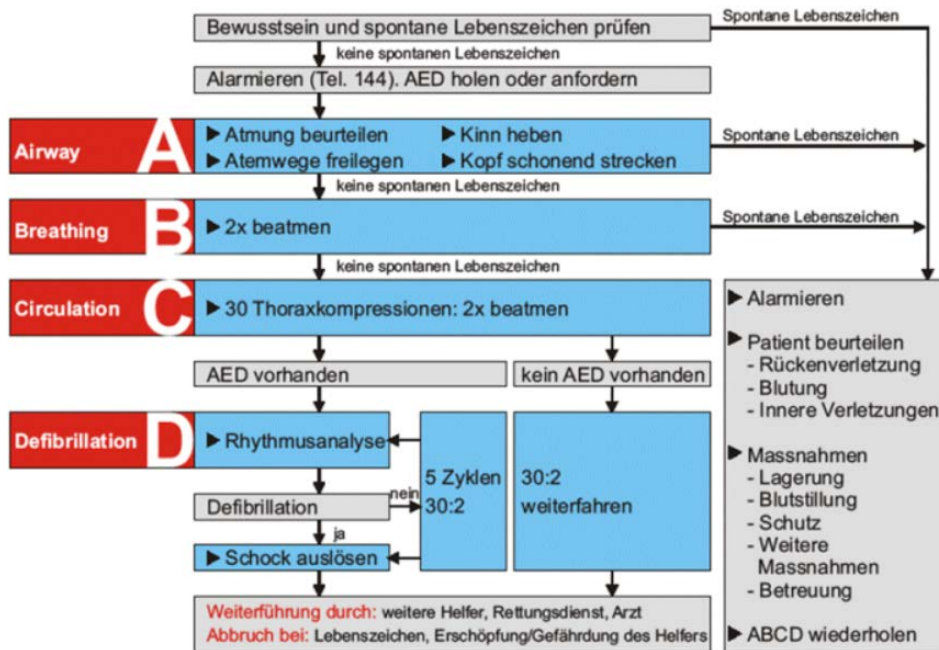 Bewusstsein und spontane Lebenszeichen prüfen
Spontane Lebenszeichen
keine spontanen Lebenszeichen
Alarmieren (Tel. 144). AED holen oder anfordern
Airway
A
▶ Atmung beurteilen
▶ Kinn heben
▶ Atemwege freilegen
▶ Kopf schonend strecken
Spontane Lebenszeichen
keine spontanen Lebenszeichen
Breathing
B
▶ 2x beatmen
Spontane Lebenszeichen
keine spontanen Lebenszeichen
Circulation
C
▶ 30 Thoraxkompressionen: 2x beatmen
AED vorhanden
kein AED vorhanden
Defibrillation
D
▶ Rhythmusanalyse
Defibrillation
nein
ja
▶ Schock auslösen
5 Zyklen
30:2
30:2
weiterfahren
Weiterführung durch: weitere Helfer, Rettungsdienst, Arzt
Abbruch bei: Lebenszeichen, Erschöpfung/Gefährdung des Helfers
▶ Alarmieren
▶ Patient beurteilen
- Rückenverletzung
- Blutung
- Innere Verletzungen
▶ Massnahmen
- Lagerung
- Blutstillung
- Schutz
- Weitere
Massnahmen
- Betreuung
▶ ABCD wiederholen